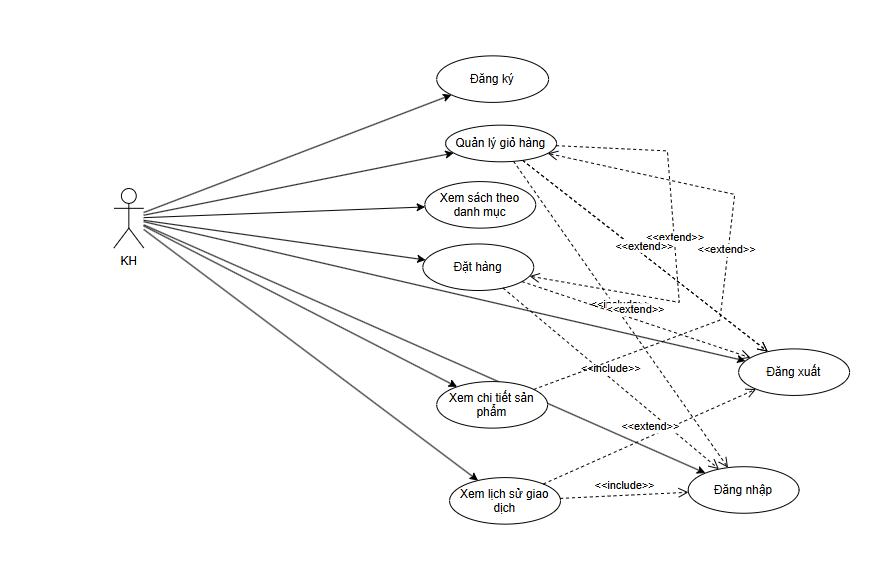 Đăng ký
Quản lý giỏ hàng
Xem sách theo
danh mục
KH
<<extend>>
<<extend>>
<<extend>>
Đặt hàng
<<extend>>
<<include>>
Đăng xuất
Xem chi tiết sản
phẩm
<<extend>>
<<include>>
Đăng nhập
Xem lịch sử giao
dịch